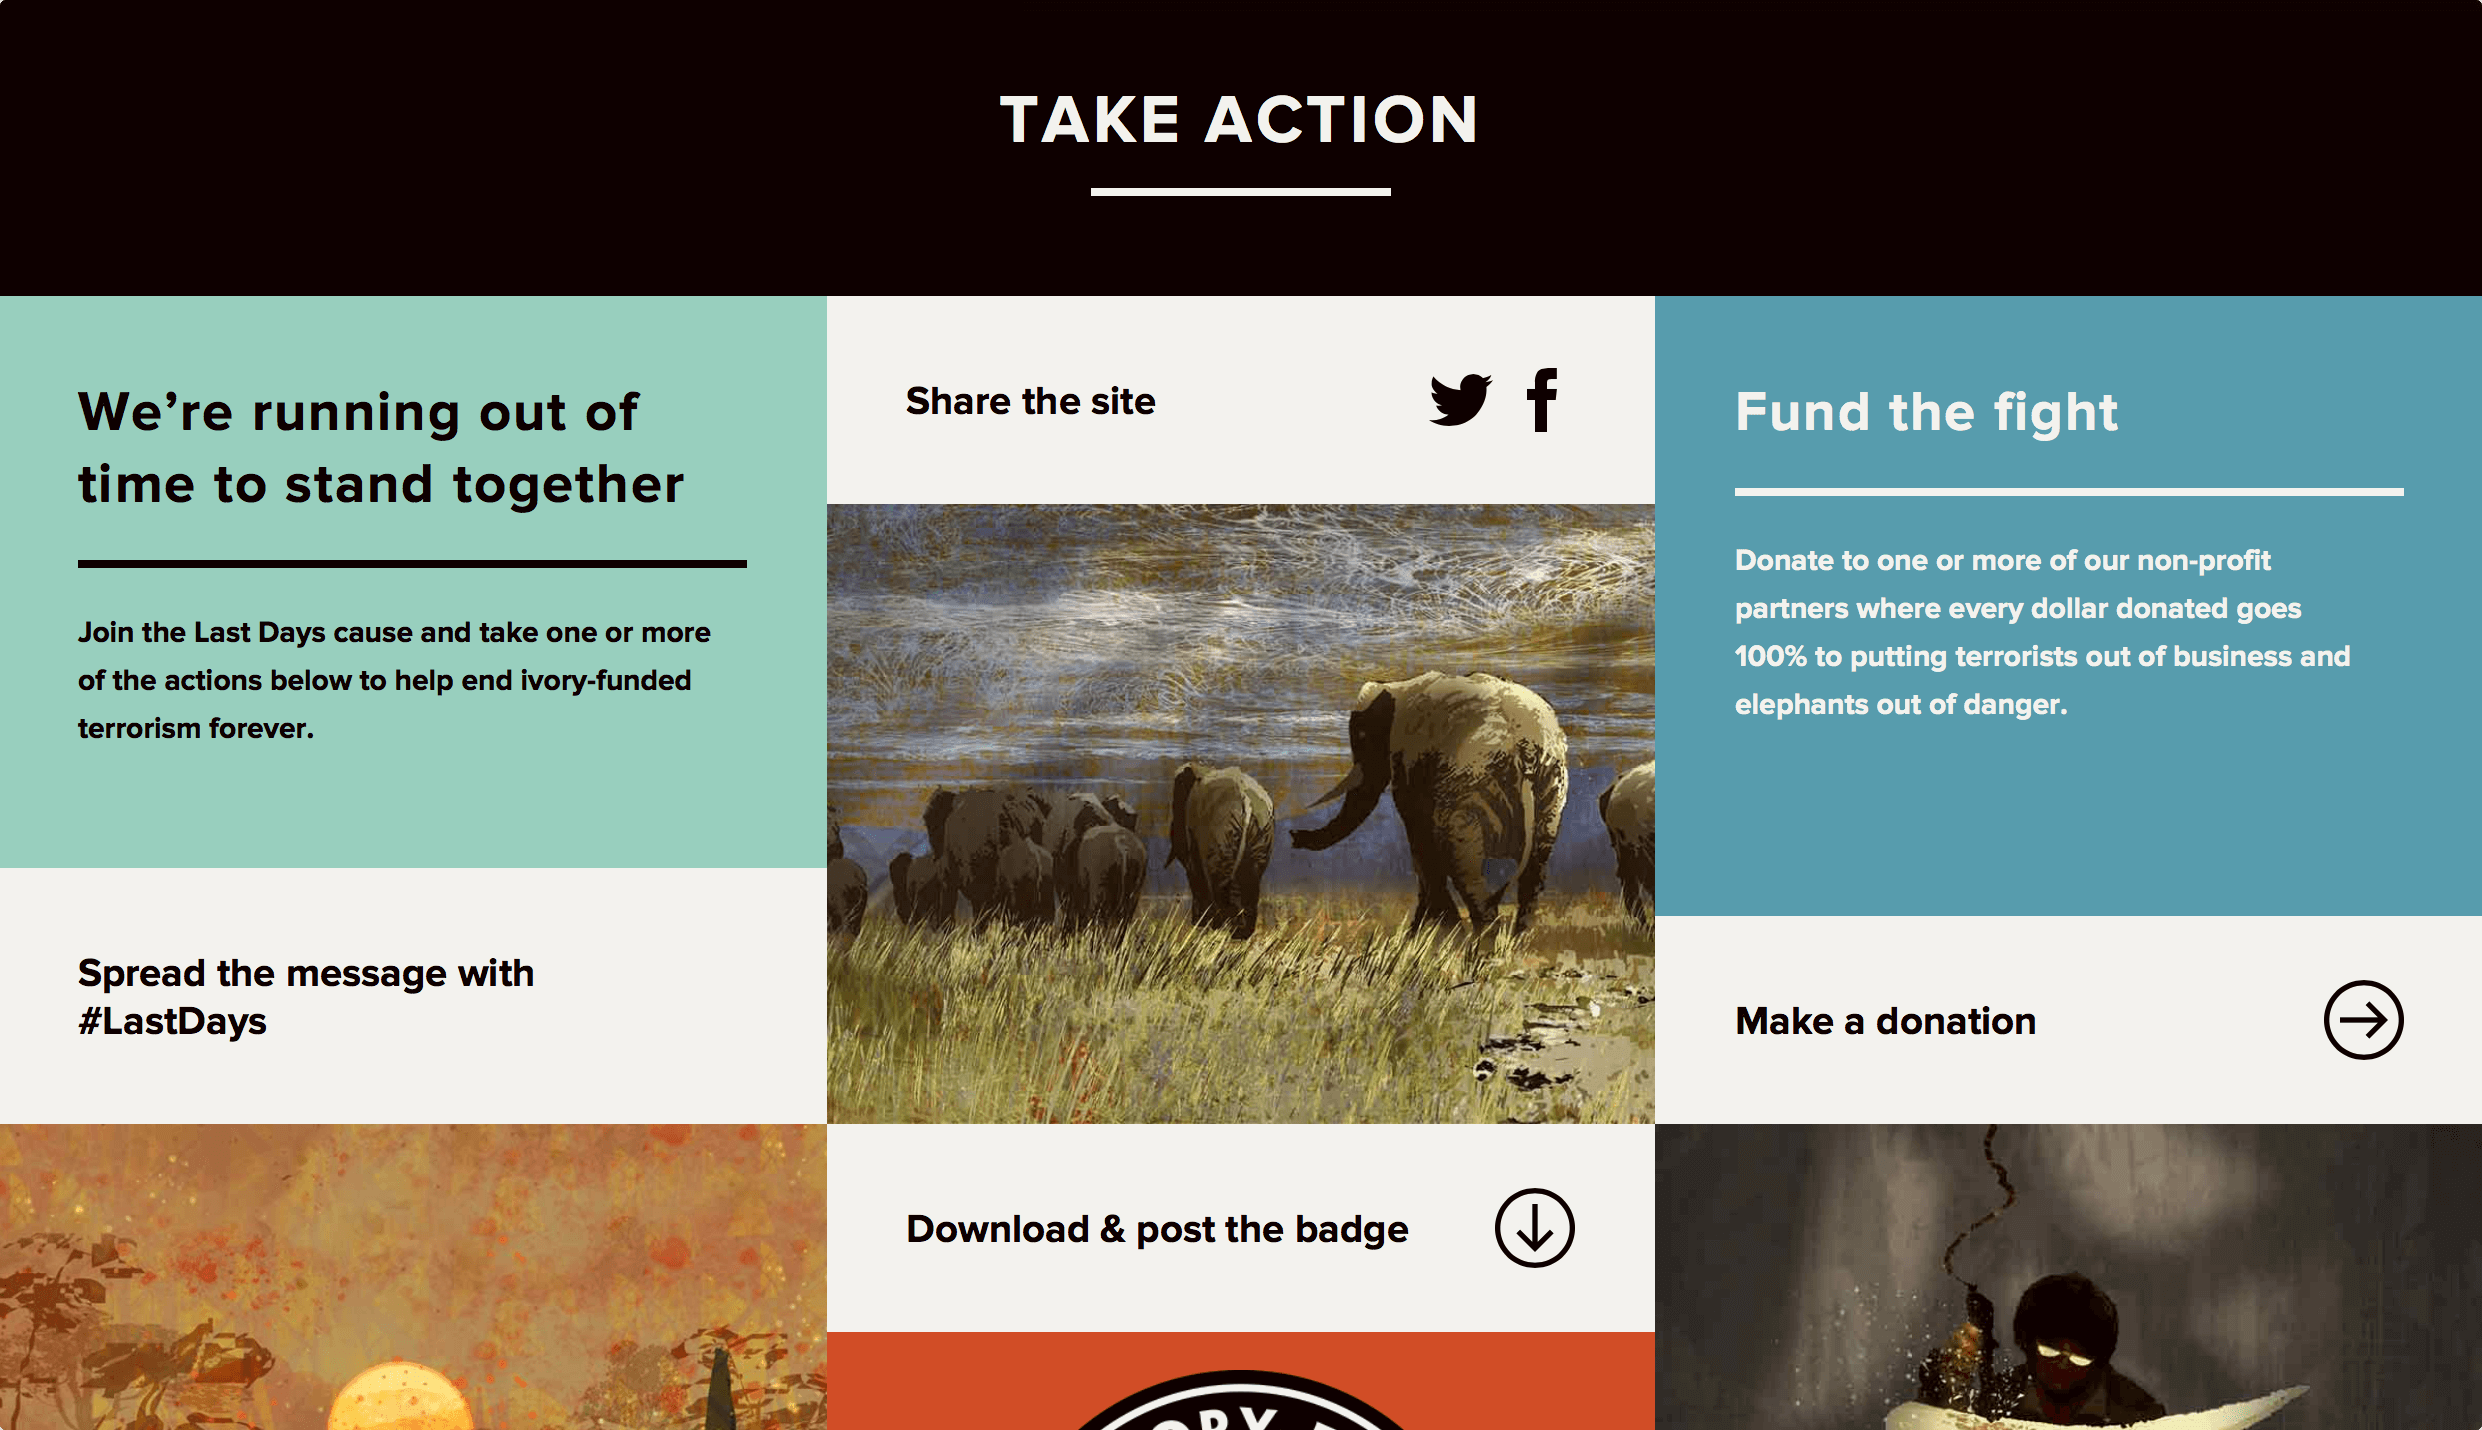 TAKE ACTION
We’re running out of
time to stand together
Join the Last Days cause and take one or more
of the actions below to help end ivory-funded
terrorism forever.
Spread the message with
#LastDays
Share the site
Download & post the badge
Fund the fight
Donate to one or more of our non-profit
partners where every dollar donated goes
100% to putting terrorists out of business and
elephants out of danger.
Make a donation